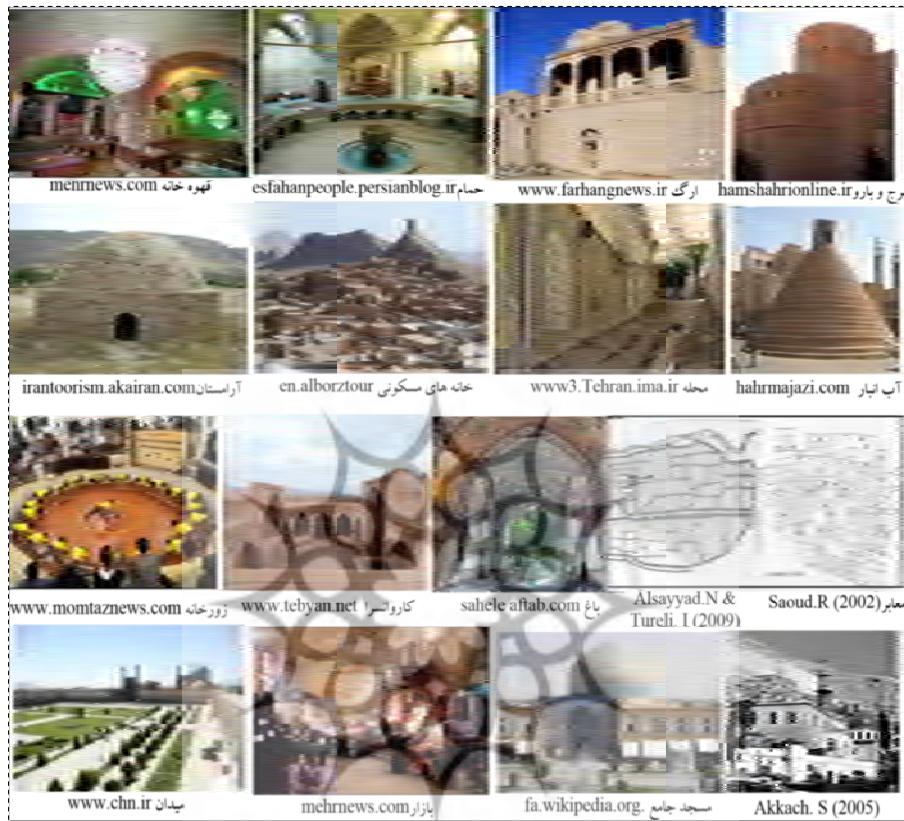 قهوه خانه mehrnews.com
حمام esfahanpeople.persianblog.ir
ارگ www.farhangnews.ir
برج و بارو hamshahrionline.ir
آرامستان irantoorism.akairan.com
خانه های مسکونی en.alborztour
محله www3.Tehran.ima.ir
آب انبار hahrmajazi.com
زورخانه www.momtaznews.com
کاروانسرا www.tebyan.net
باغ sahele aftab.com
Alsayyad.N &
Tureli. I (2009)
معابر Saoud.R (2002)
میدان www.chn.ir
بازار mehrnews.com
مسجد جامع fa.wikipedia.org.
Akkach. S (2005)